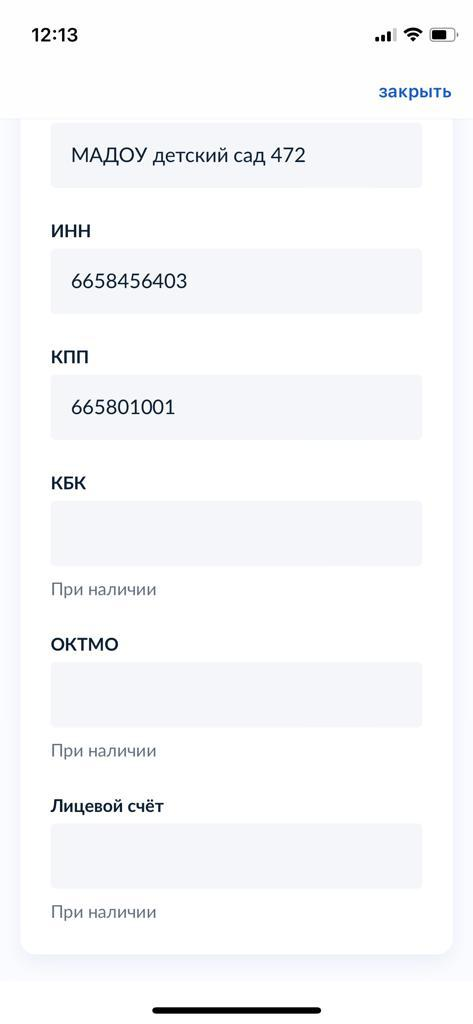 12:13
закрыть
МАДОУ детский сад 472
ИНН
6658456403
КПП
665801001
КБК
При наличии
ОКТМО
При наличии
Лицевой счёт
При наличии